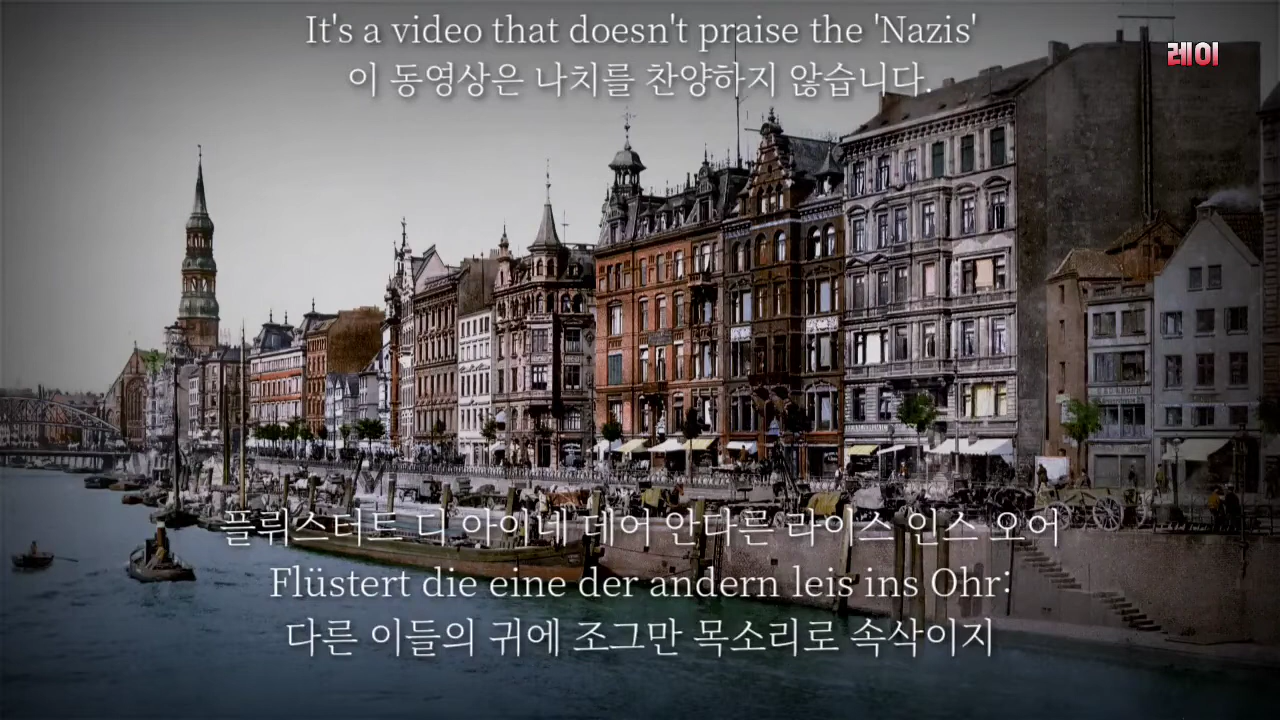 It's a video that doesn't praise the 'Nazis'
이 동영상은 나치를 찬양하지 않습니다.
레이
플뤼스터트 디 아이네 데어 안다른 라이스 인스 오어
Flüstert die eine der andern leis ins Ohr:
다른 이들의 귀에 조그만 목소리로 속삭이지